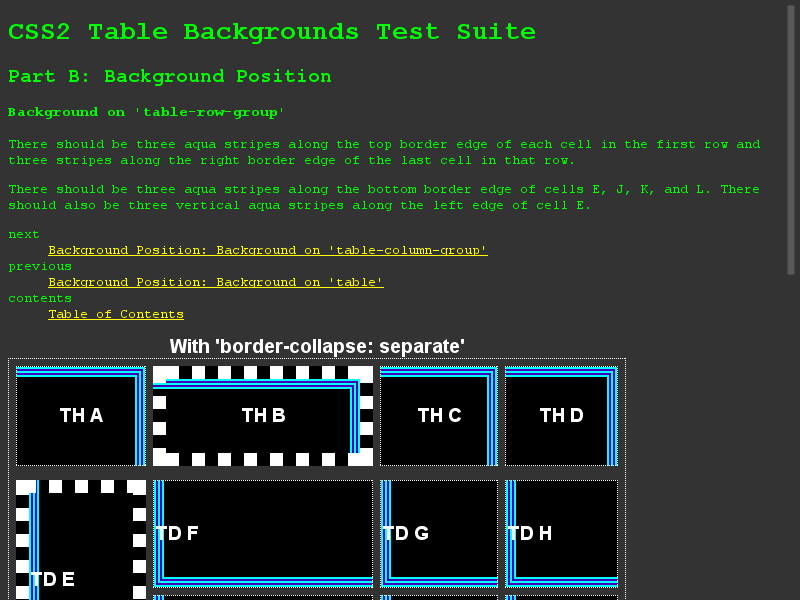 CSS2 Table Backgrounds Test Suite
Part B: Background Position
Background on 'table-row-group'
There should be three aqua stripes along the top border edge of each cell in the first row and
three stripes along the right border edge of the last cell in that row.
There should be three aqua stripes along the bottom border edge of cells E, J, K, and L. There
should also be three vertical aqua stripes along the left edge of cell E.
next
Background Position: Background on 'table-column-group'
previous
Background Position: Background on 'table'
contents
Table of Contents
With 'border-collapse: separate'
TH A TH B TH C TH D
TD F TD G TD H
TD E